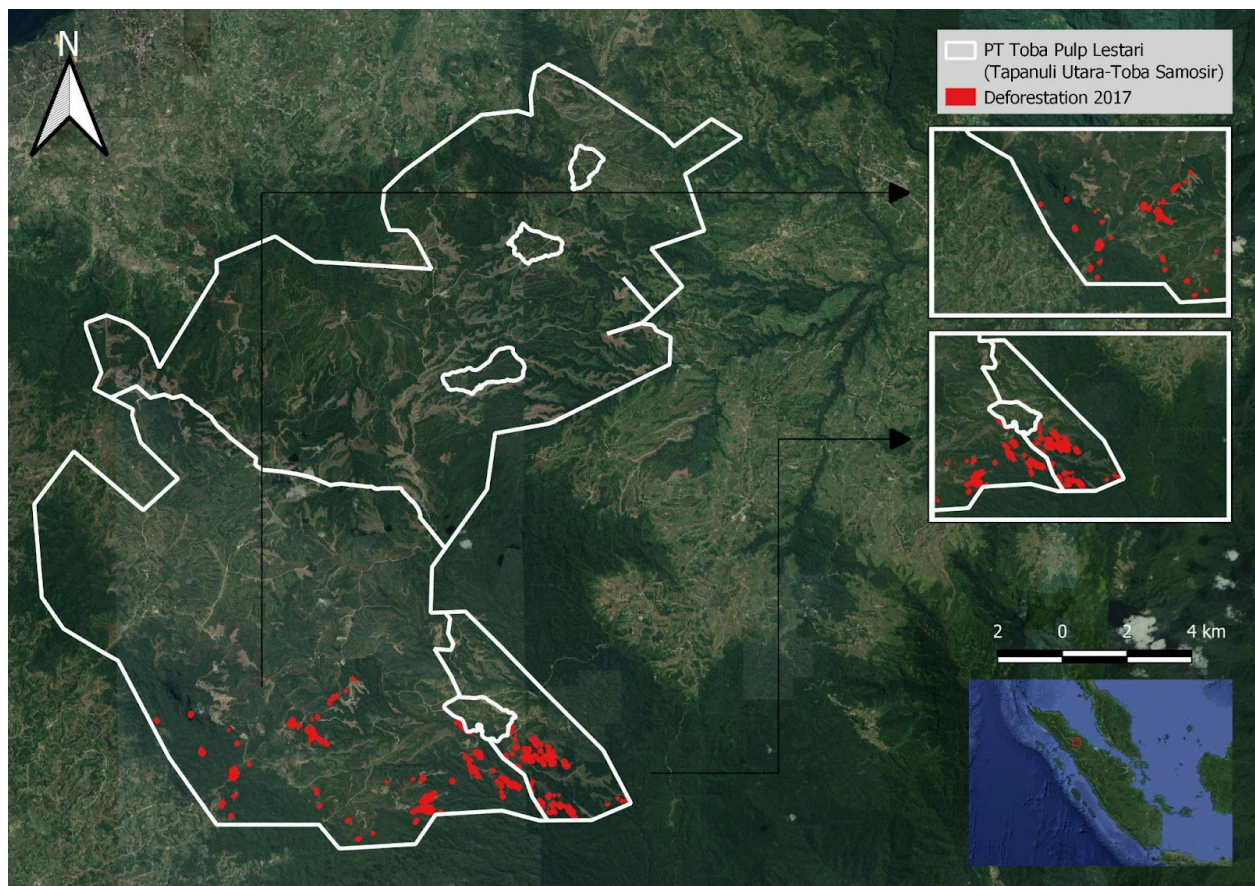 N
PT Toba Pulp Lestari
(Tapanuli Utara-Toba Samosir)
Deforestation 2017
2 0 2 4 km